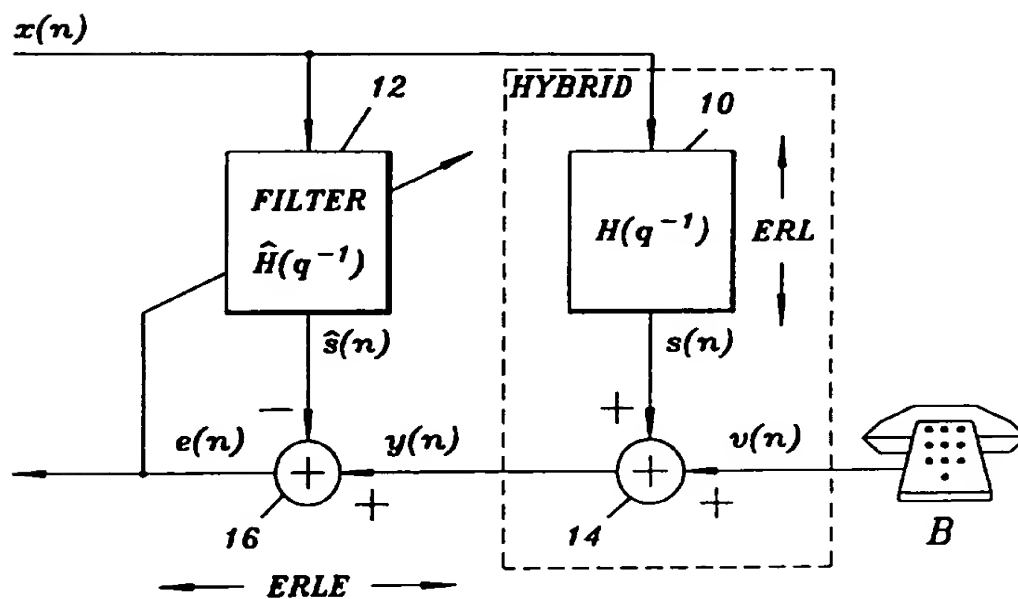 x(n)
HYBRID
12
10
FILTER
Ĥ(q⁻¹)
H(q⁻¹)
ERL
ŝ(n)
s(n)
−
+
e(n)
+
y(n)
+
v(n)
+
+
16
14
B
ERLE